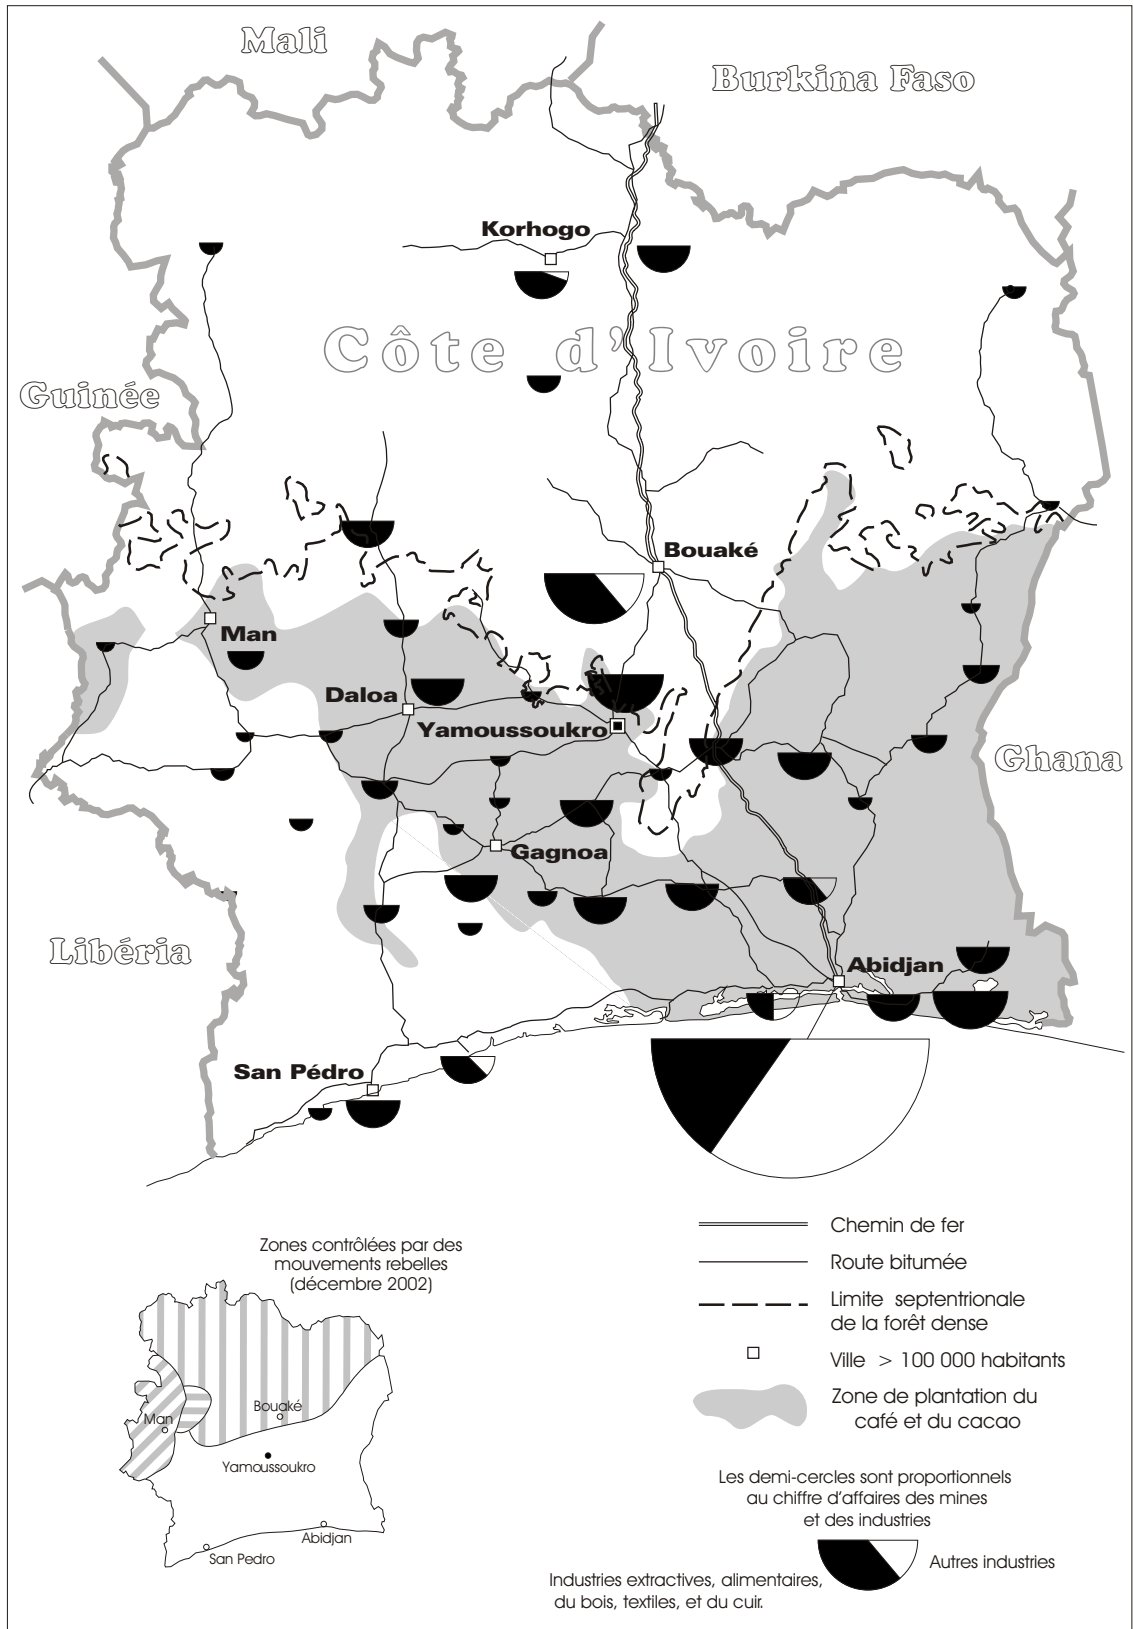 Mali
Burkina Faso
Korhogo
Côte d'Ivoire
Guinée
Bouaké
Man
Daloa
Yamoussoukro
Ghana
Gagnoa
Libéria
Abidjan
San Pédro
Chemin de fer
Route bitumée
Limite septentrionale
de la forêt dense
Ville > 100 000 habitants
Zone de plantation du
café et du cacao
Les demi-cercles sont proportionnels
au chiffre d'affaires des mines
et des industries
Autres industries
Industries extractives, alimentaires,
du bois, textiles, et du cuir.
Zones contrôlées par des
mouvements rebelles
(décembre 2002)
Bouaké
Man
Yamoussoukro
Abidjan
San Pedro